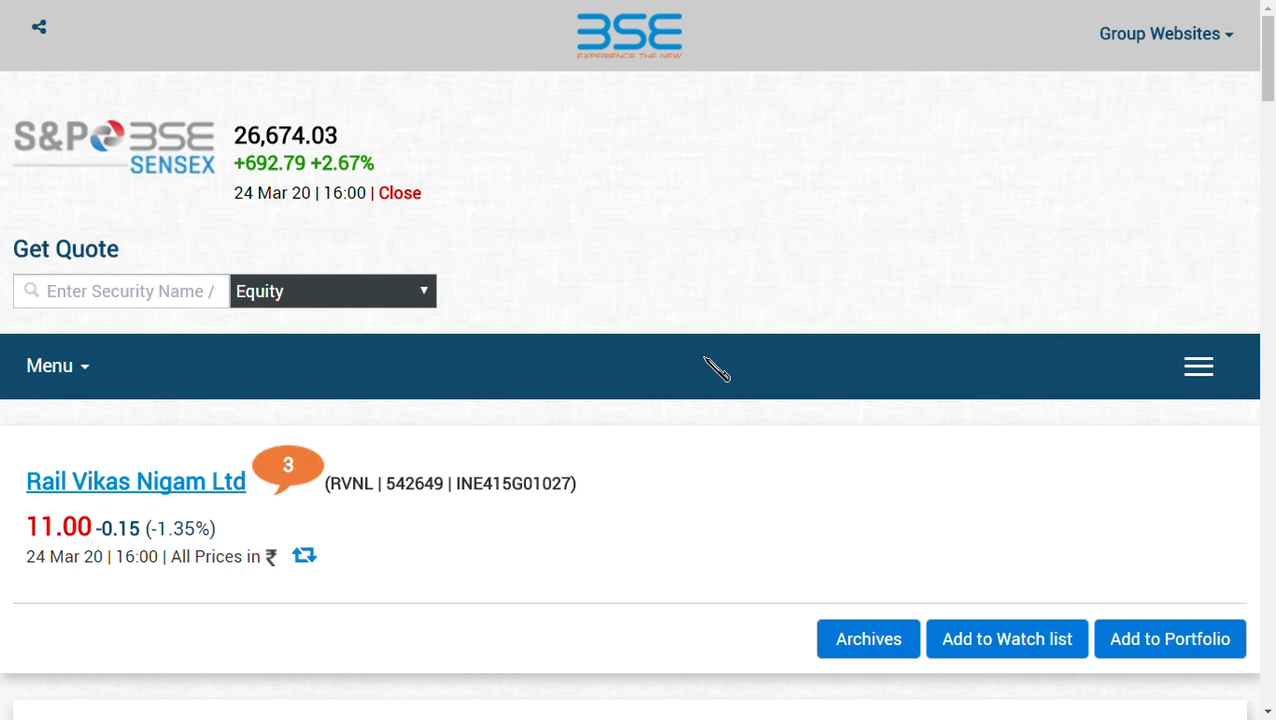 BSE
EXPERIENCE THE NEW
Group Websites
S&P BSE
SENSEX
26,674.03
+692.79 +2.67%
24 Mar 20 | 16:00 | Close
Get Quote
Enter Security Name /
Equity
Menu
Rail Vikas Nigam Ltd
3
(RVNL | 542649 | INE415G01027)
11.00 -0.15 (-1.35%)
24 Mar 20 | 16:00 | All Prices in ₹
Archives
Add to Watch list
Add to Portfolio